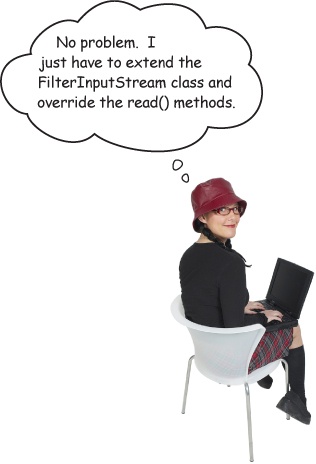 No problem. I
just have to extend the
FilterInputStream class and
override the read() methods.